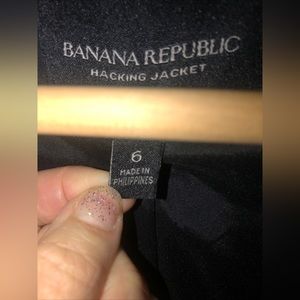 BANANA REPUBLIC
HACKING JACKET
6
MADE IN
PHILIPPINES